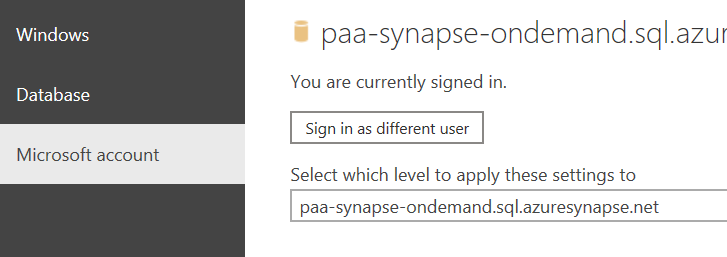 Windows
Database
Microsoft account
paa-synapse-ondemand.sql.azur
You are currently signed in.
Sign in as different user
Select which level to apply these settings to
paa-synapse-ondemand.sql.azuresynapse.net